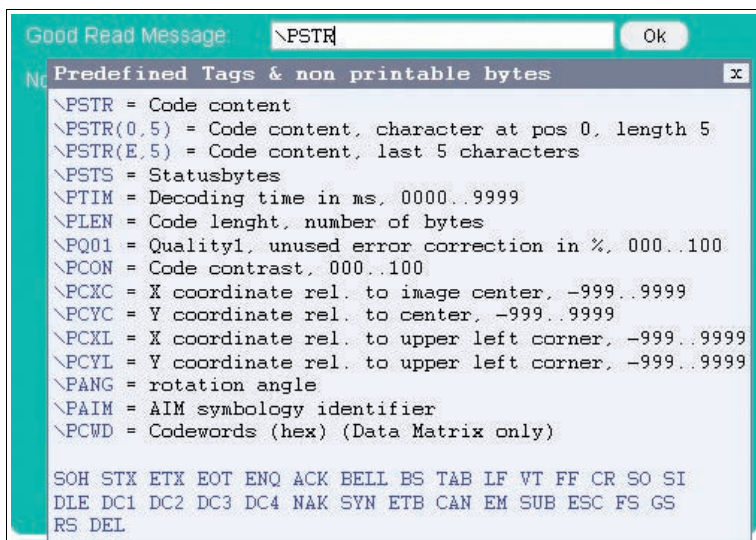 Good Read Message:
\PSTR
Ok
Predefined Tags & non printable bytes
x
\PSTR = Code content
\PSTR(0,5) = Code content, character at pos 0, length 5
\PSTR(E,5) = Code content, last 5 characters
\PSTS = Statusbytes
\PTIM = Decoding time in ms, 0000..9999
\PLEN = Code lenght, number of bytes
\PQ01 = Quality1, unused error correction in %, 000..100
\PCON = Code contrast, 000..100
\PCXC = X coordinate rel. to image center, -999..9999
\PCYC = Y coordinate rel. to center, -999..9999
\PCXL = X coordinate rel. to upper left corner, -999..9999
\PCYL = Y coordinate rel. to upper left corner, -999..9999
\PANG = rotation angle
\PAIM = AIM symbology identifier
\PCWD = Codewords (hex) (Data Matrix only)
SOH STX ETX EOT ENQ ACK BELL BS TAB LF VT FF CR SO SI
DLE DC1 DC2 DC3 DC4 NAK SYN ETB CAN EM SUB ESC FS GS
RS DEL